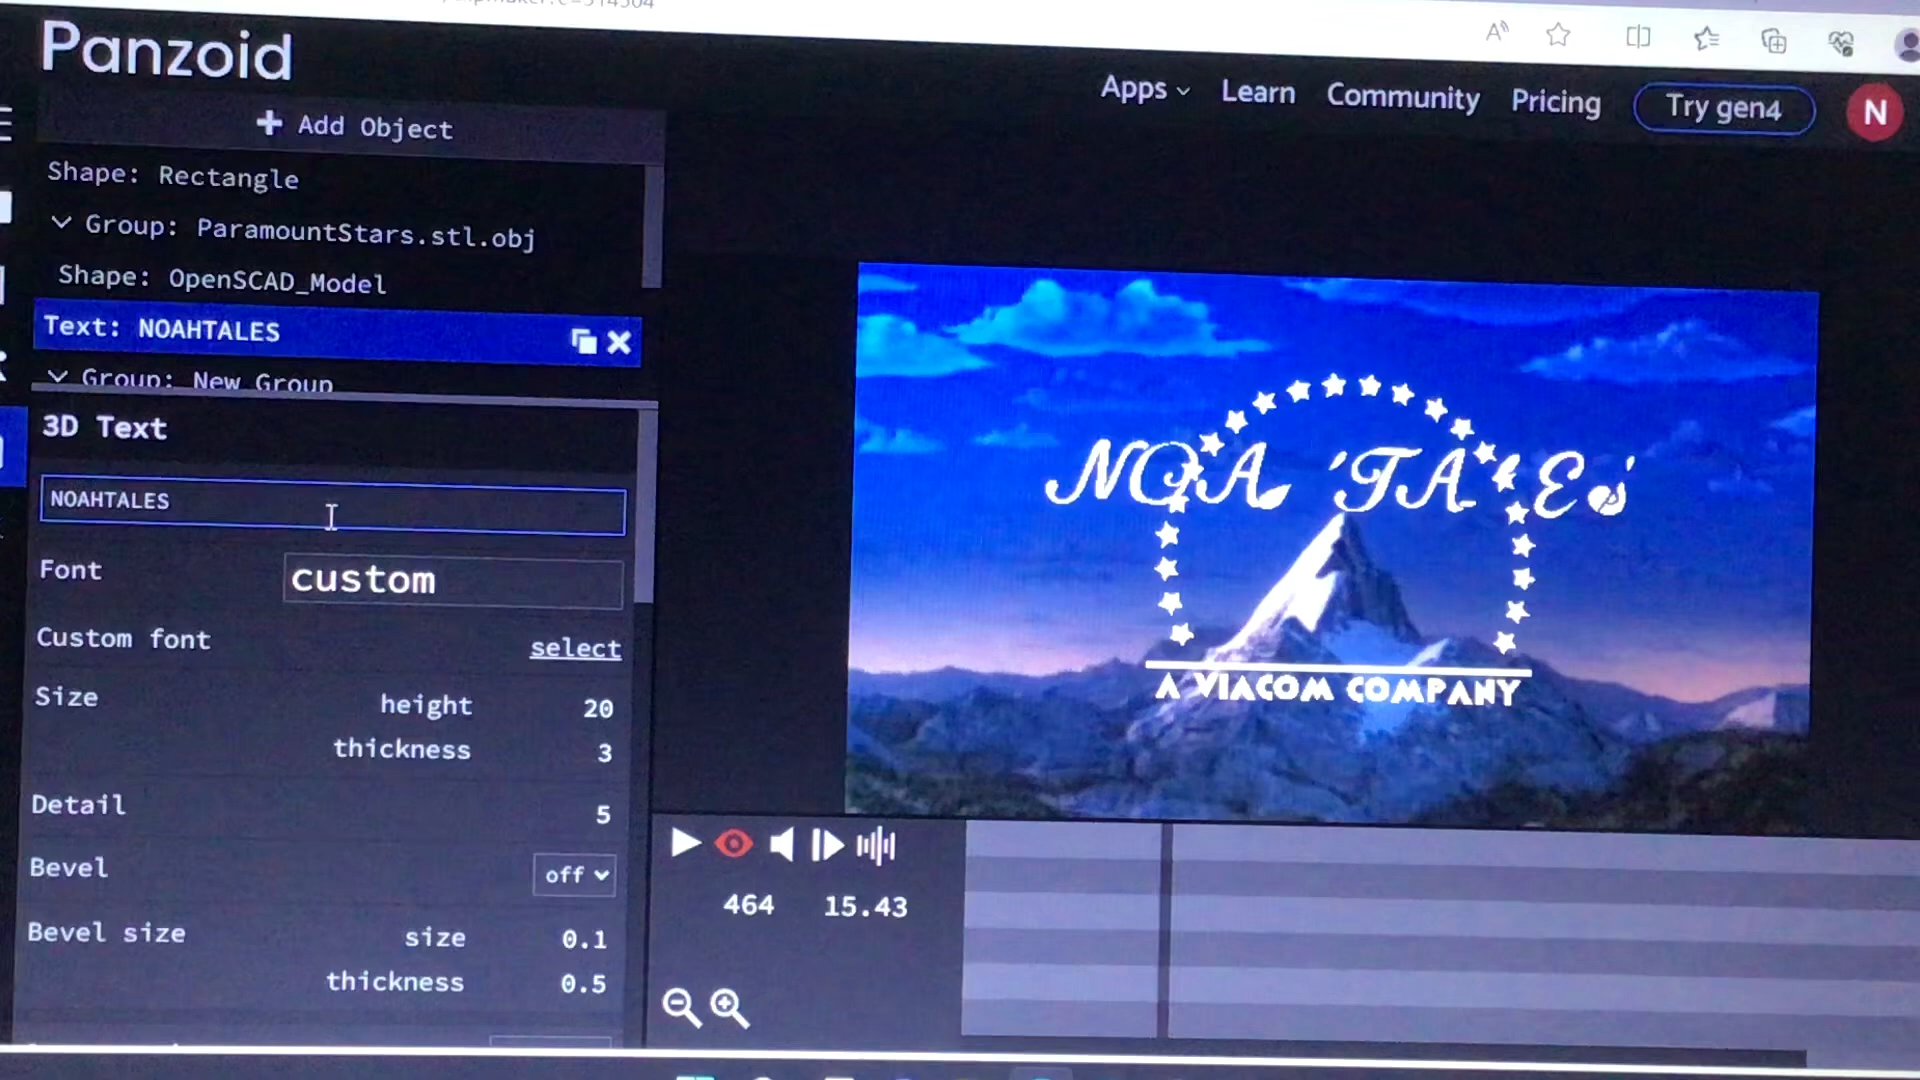 Panzoid
Apps Learn Community Pricing Try gen4 N
+ Add Object
Shape: Rectangle
Group: ParamountStars.stl.obj
Shape: OpenSCAD_Model
Text: NOAHTALES
Group: New Group
3D Text
NOAHTALES
Font custom
Custom font select
Size height 20
thickness 3
Detail 5
Bevel off
Bevel size size 0.1
thickness 0.5
NOA 'TALES
A VIACOM COMPANY
464 15.43